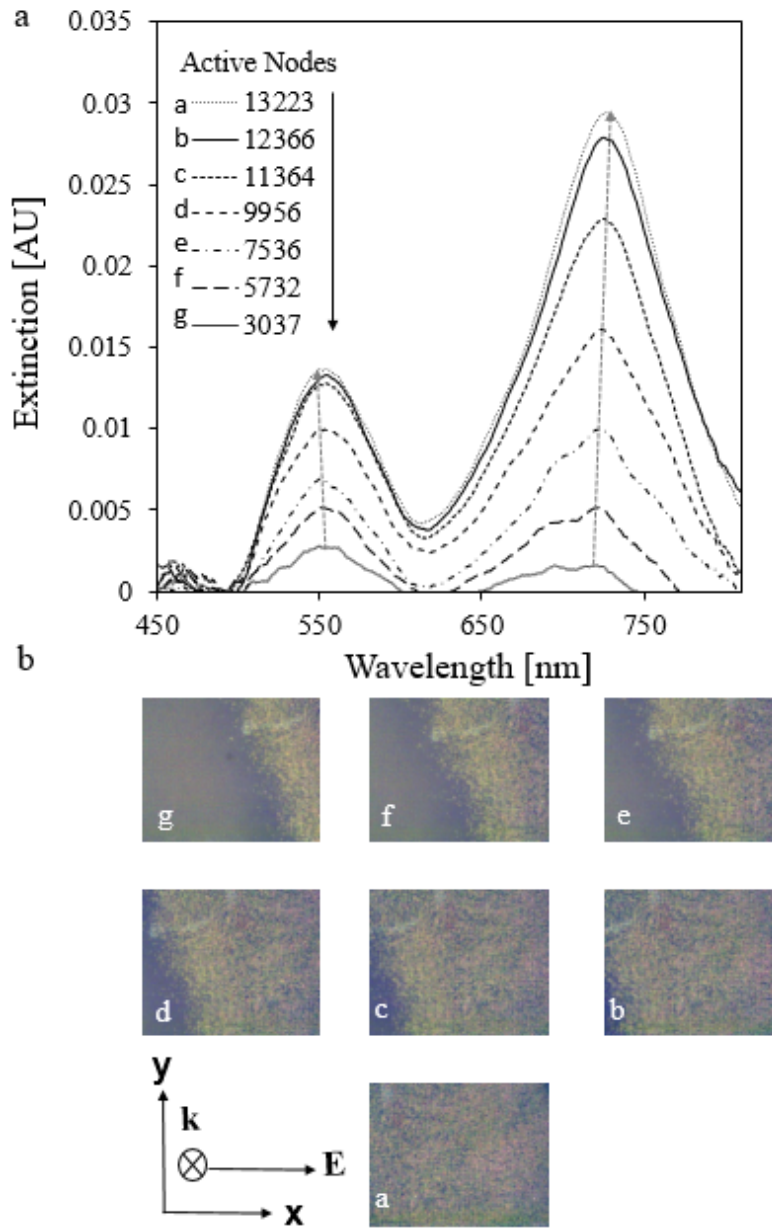 a
0.035
0.03
0.025
0.02
0.015
0.01
0.005
0
Extinction [AU]
Active Nodes
a 13223
b 12366
c 11364
d 9956
e 7536
f 5732
g 3037
450 550 650 750
Wavelength [nm]
b
g f e
d c b
y
k
E
x
a